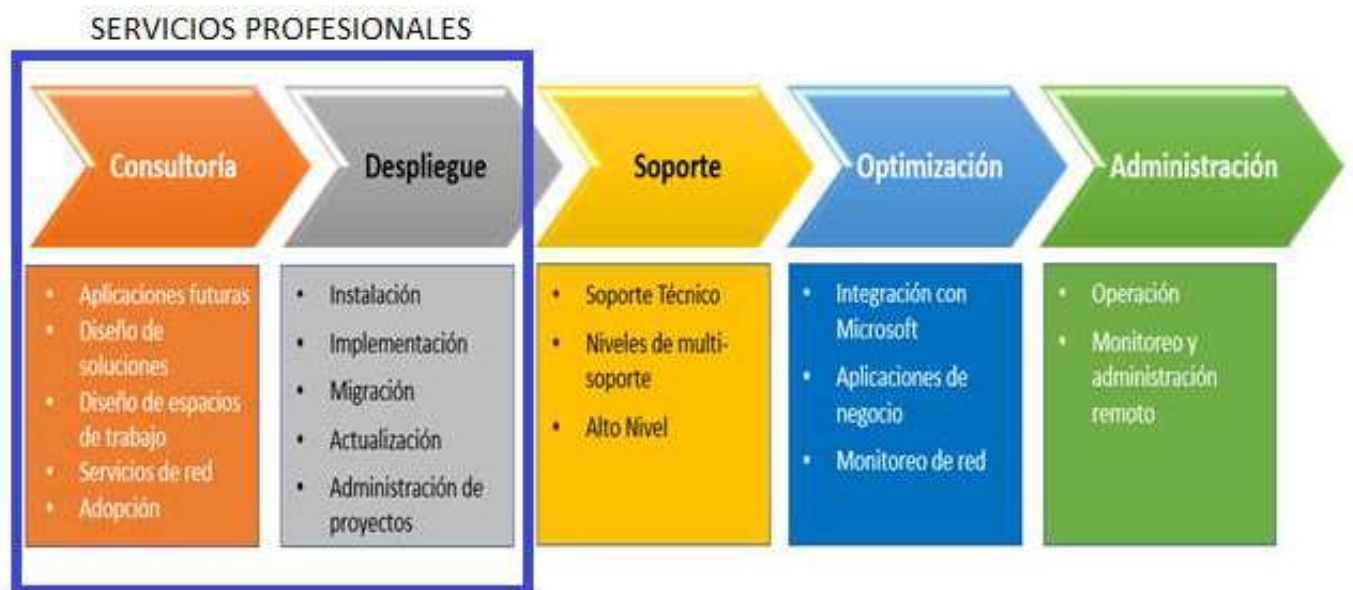 SERVICIOS PROFESIONALES
Consultoría
Despliegue
Soporte
Optimización
Administración
• Aplicaciones futuras
• Diseño de
soluciones
• Diseño de espacios
de trabajo
• Servicios de red
• Adopción
• Instalación
• Implementación
• Migración
• Actualización
• Administración de
proyectos
• Soporte Técnico
• Niveles de multi-
soporte
• Alto Nivel
• Integración con
Microsoft
• Aplicaciones de
negocio
• Monitoreo de red
• Operación
• Monitoreo y
administración
remoto